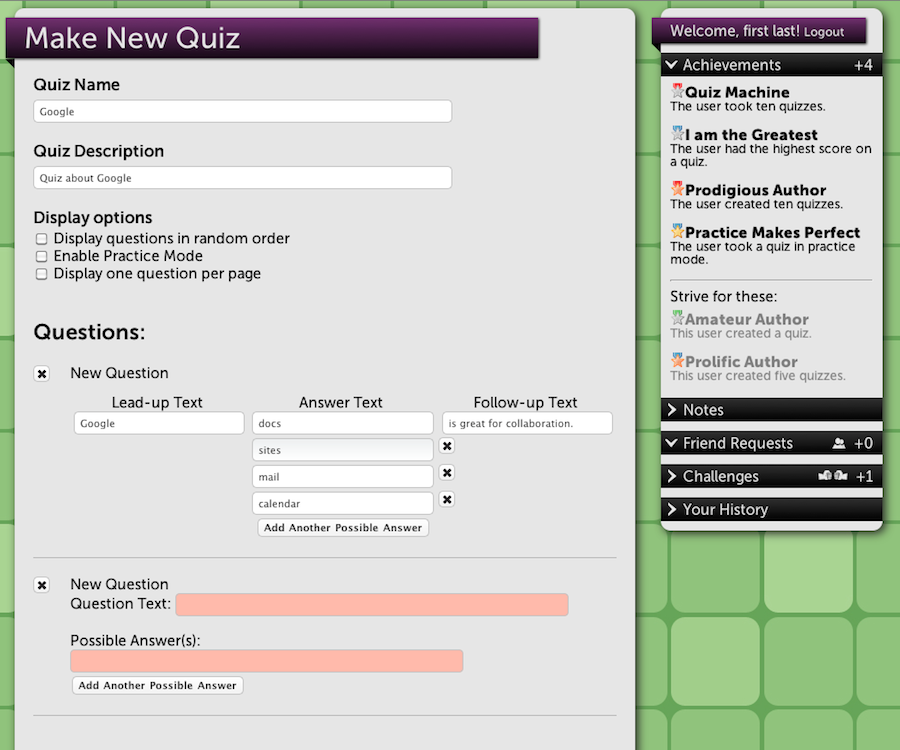 Make New Quiz
Quiz Name
Google
Quiz Description
Quiz about Google
Display options
Display questions in random order
Enable Practice Mode
Display one question per page
Questions:
New Question
Lead-up Text Answer Text Follow-up Text
Google docs is great for collaboration.
sites
mail
calendar
Add Another Possible Answer
New Question
Question Text:
Possible Answer(s):
Add Another Possible Answer
Welcome, first last! Logout
Achievements +4
Quiz Machine
The user took ten quizzes.
I am the Greatest
The user had the highest score on
a quiz.
Prodigious Author
The user created ten quizzes.
Practice Makes Perfect
The user took a quiz in practice
mode.
Strive for these:
Amateur Author
This user created a quiz.
Prolific Author
This user created five quizzes.
Notes
Friend Requests +0
Challenges +1
Your History